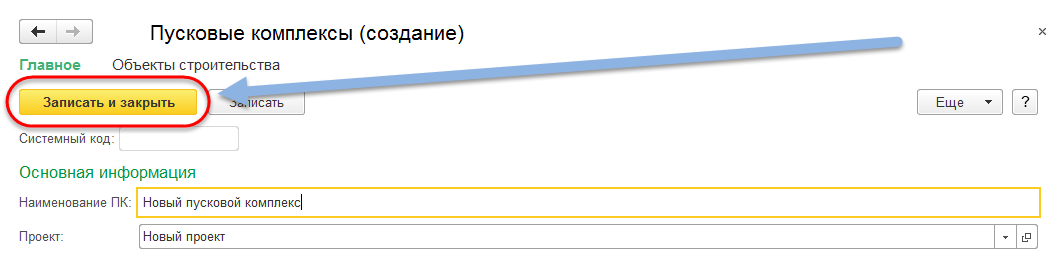 Пусковые комплексы (создание)
Главное Объекты строительства
Записать и закрыть Записать Еще ?
Системный код:
Основная информация
Наименование ПК: Новый пусковой комплекс
Проект: Новый проект